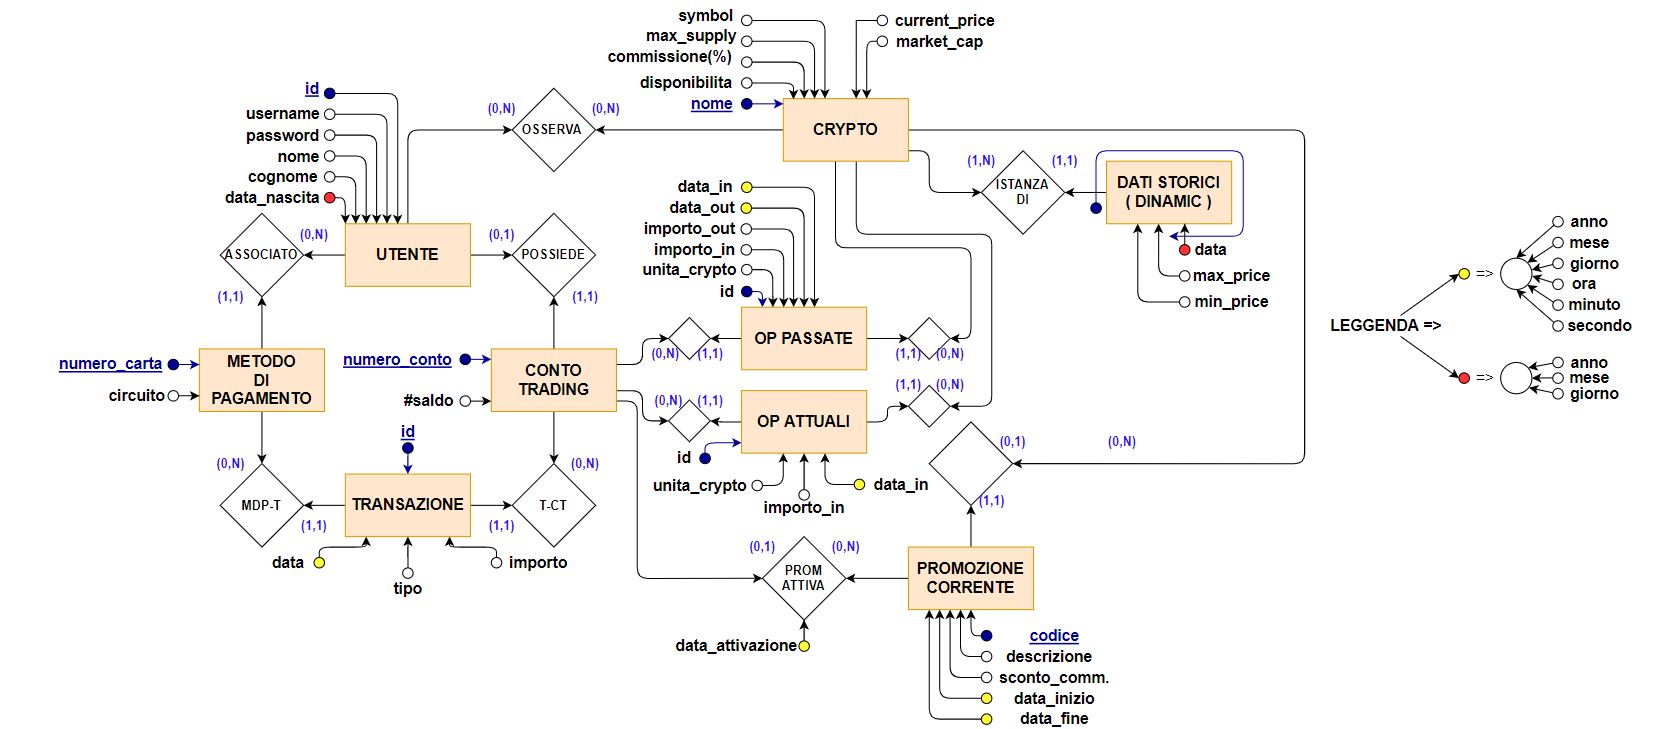 symbol
max_supply
commissione(%)
disponibilita
nome
current_price
market_cap
CRYPTO
id
username
password
nome
cognome
data_nascita
(0,N)
(0,N)
OSSERVA
UTENTE
(0,N)
ASSOCIATO
(1,1)
(0,1)
POSSIEDE
(1,1)
data_in
data_out
importo_out
importo_in
unita_crypto
id
OP PASSATE
(1,N)
(1,1)
ISTANZA
DI
DATI STORICI
( DINAMIC )
data
max_price
min_price
LEGGENDA =>
=>
anno
mese
giorno
ora
minuto
secondo
=>
anno
mese
giorno
numero_carta
circuito
METODO
DI
PAGAMENTO
numero_conto
#saldo
CONTO
TRADING
(0,N)
(1,1)
(1,1)
(0,N)
(0,N)
(1,1)
OP ATTUALI
(1,1)
(0,N)
id
unita_crypto
importo_in
data_in
(0,1)
(0,N)
(1,1)
id
(0,N)
MDP-T
(1,1)
TRANSAZIONE
(0,N)
T-CT
(1,1)
data
tipo
importo
(0,1)
(0,N)
PROM
ATTIVA
data_attivazione
PROMOZIONE
CORRENTE
codice
descrizione
sconto_comm.
data_inizio
data_fine